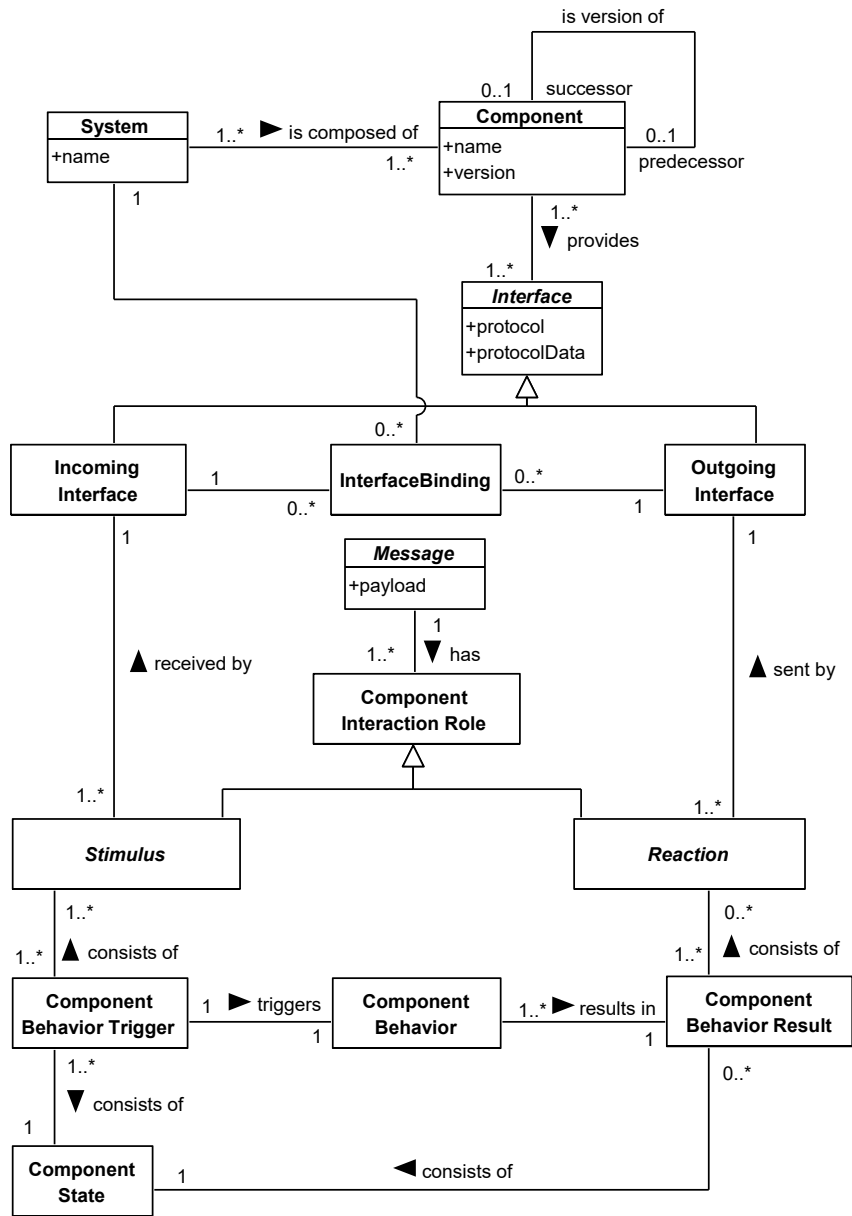 is version of
0..1
successor
System
+name
1..* ► is composed of
1..*
Component
+name
+version
0..1
predecessor
1
1..*
▼ provides
1..*
Interface
+protocol
+protocolData
0..*
Incoming
Interface
1
0..*
InterfaceBinding
0..*
1
Outgoing
Interface
1
1
Message
+payload
1
1..* ▼ has
▲ received by
▲ sent by
Component
Interaction Role
1..*
1..*
Stimulus
Reaction
1..*
0..*
▲ consists of
▲ consists of
1..*
1..*
Component
Behavior Trigger
1 ► triggers
1
Component
Behavior
1..* ► results in
1
Component
Behavior Result
1..*
0..*
▼ consists of
1
Component
State
1
◄ consists of